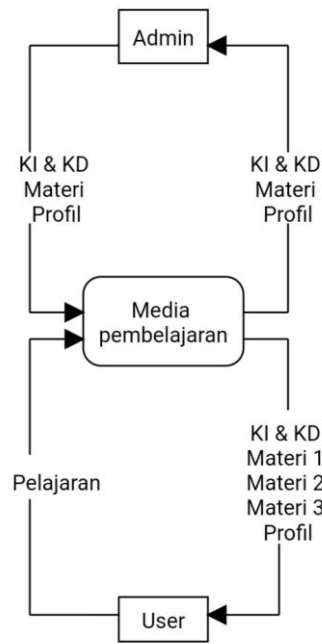 Admin
KI & KD
Materi
Profil
KI & KD
Materi
Profil
Media
pembelajaran
Pelajaran
KI & KD
Materi 1
Materi 2
Materi 3
Profil
User